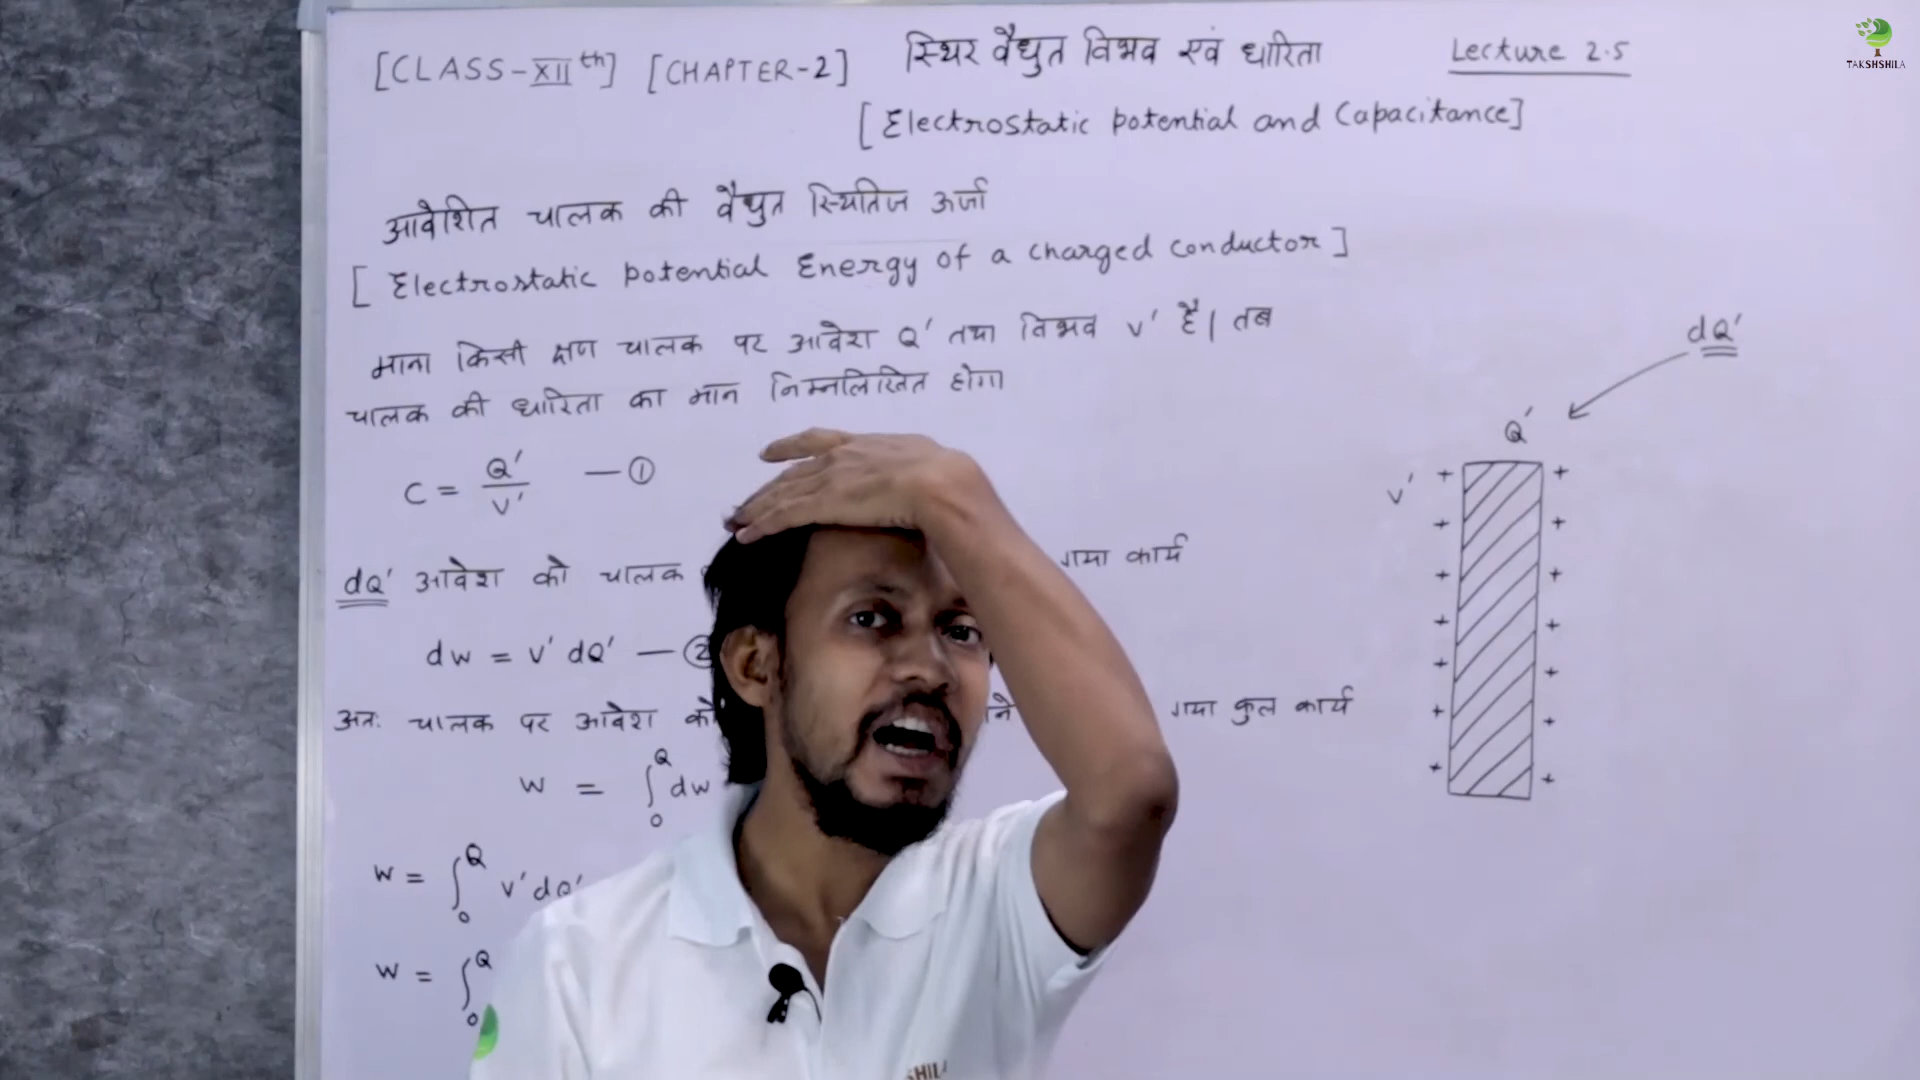 [CLASS-XIIth] [CHAPTER-2] स्थिर वैधुत विभव एवं धारिता Lecture 2.5
[Electrostatic potential and Capacitance]
आवेशित चालक की वैधुत स्थितिज ऊर्जा
[Electrostatic potential Energy of a charged conductor]
माना किसी क्षण चालक पर आवेश Q' तथा विभव V' है। तब
चालक की धारिता का मान निम्नलिखित होगा
C = Q'/V' — ①
dQ' आवेश को चालक गया कार्य
dw = V' dQ' — ②
अतः चालक पर आवेश को गया कुल कार्य
W = ∫₀^Q dw
W = ∫₀^Q V'dQ'
W = ∫₀^Q
dQ'
Q'
V'
+ + + + + + +
+ + + + + + +
TAKSHSHILA